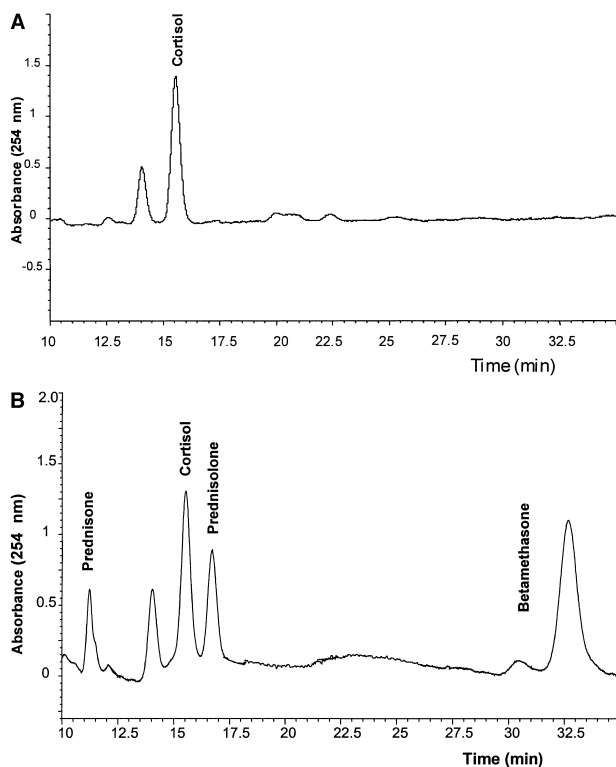 A
Cortisol
Absorbance (254 nm)
1.5
1
0.5
0
-0.5
10 12.5 15 17.5 20 22.5 25 27.5 30 32.5
Time (min)
B
Prednisone
Cortisol
Prednisolone
Betamethasone
Absorbance (254 nm)
2.0
1.5
1
0.5
0
10 12.5 15 17.5 20 22.5 25 27.5 30 32.5
Time (min)